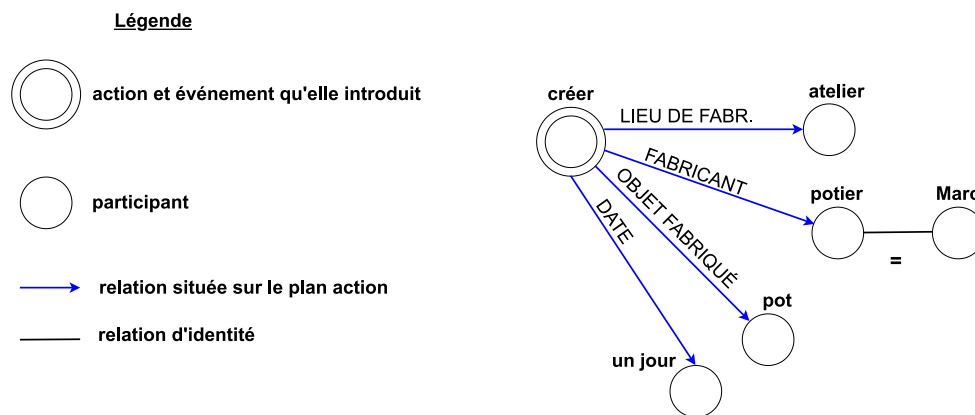 Légende
action et événement qu'elle introduit
participant
relation située sur le plan action
relation d'identité
créer
LIEU DE FABR.
atelier
FABRICANT
potier
Marc
=
OBJET FABRIQUÉ
pot
DATE
un jour